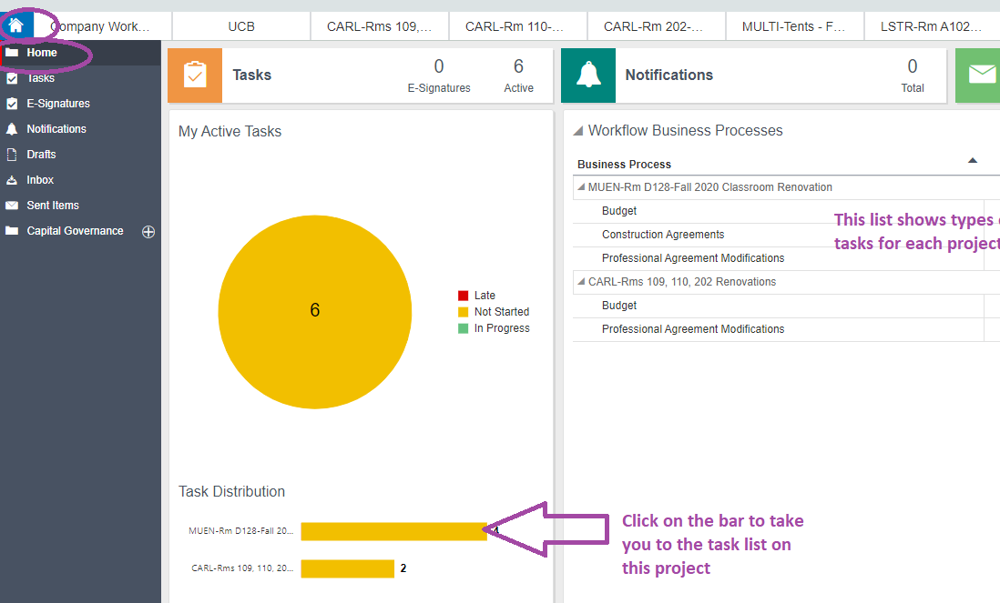 Company Work...
UCB
CARL-Rms 109,...
CARL-Rm 110-...
CARL-Rm 202-...
MULTI-Tents - F...
LSTR-Rm A102...
Home
Tasks
E-Signatures
Notifications
Drafts
Inbox
Sent Items
Capital Governance
Tasks
0
E-Signatures
6
Active
Notifications
0
Total
My Active Tasks
6
Late
Not Started
In Progress
Task Distribution
MUEN-Rm D128-Fall 20...
4
CARL-Rms 109, 110, 20...
2
Workflow Business Processes
Business Process
MUEN-Rm D128-Fall 2020 Classroom Renovation
Budget
Construction Agreements
Professional Agreement Modifications
CARL-Rms 109, 110, 202 Renovations
Budget
Professional Agreement Modifications
This list shows types
tasks for each project
Click on the bar to take
you to the task list on
this project